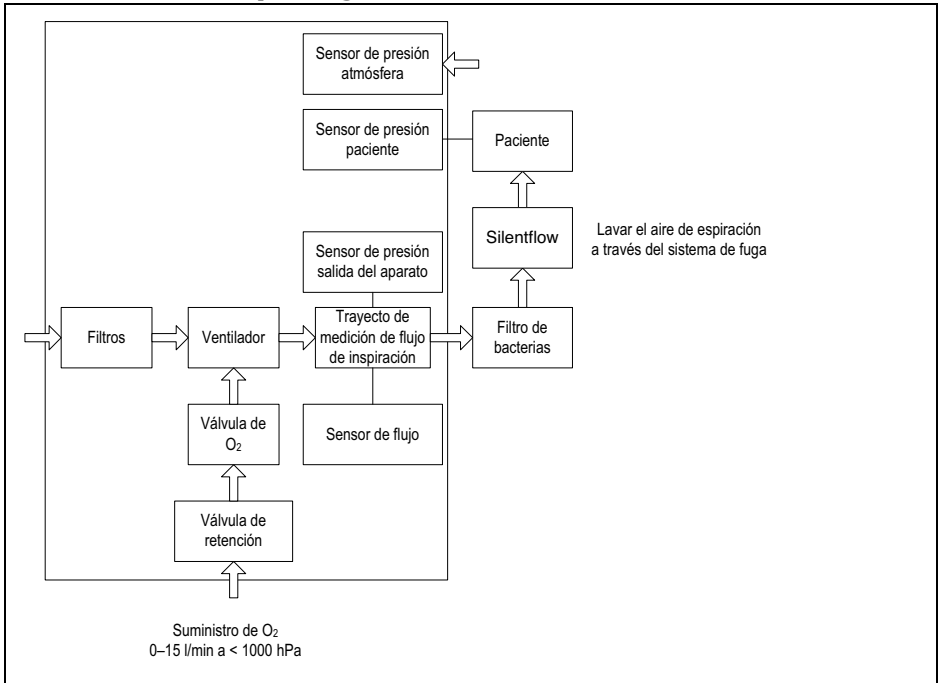 Sensor de presión
atmósfera
Sensor de presión
paciente
Paciente
Silentflow
Lavar el aire de espiración
a través del sistema de fuga
Sensor de presión
salida del aparato
Filtros
Ventilador
Trayecto de
medición de flujo
de inspiración
Filtro de
bacterias
Válvula de
O₂
Sensor de flujo
Válvula de
retención
Suministro de O₂
0–15 l/min a < 1000 hPa